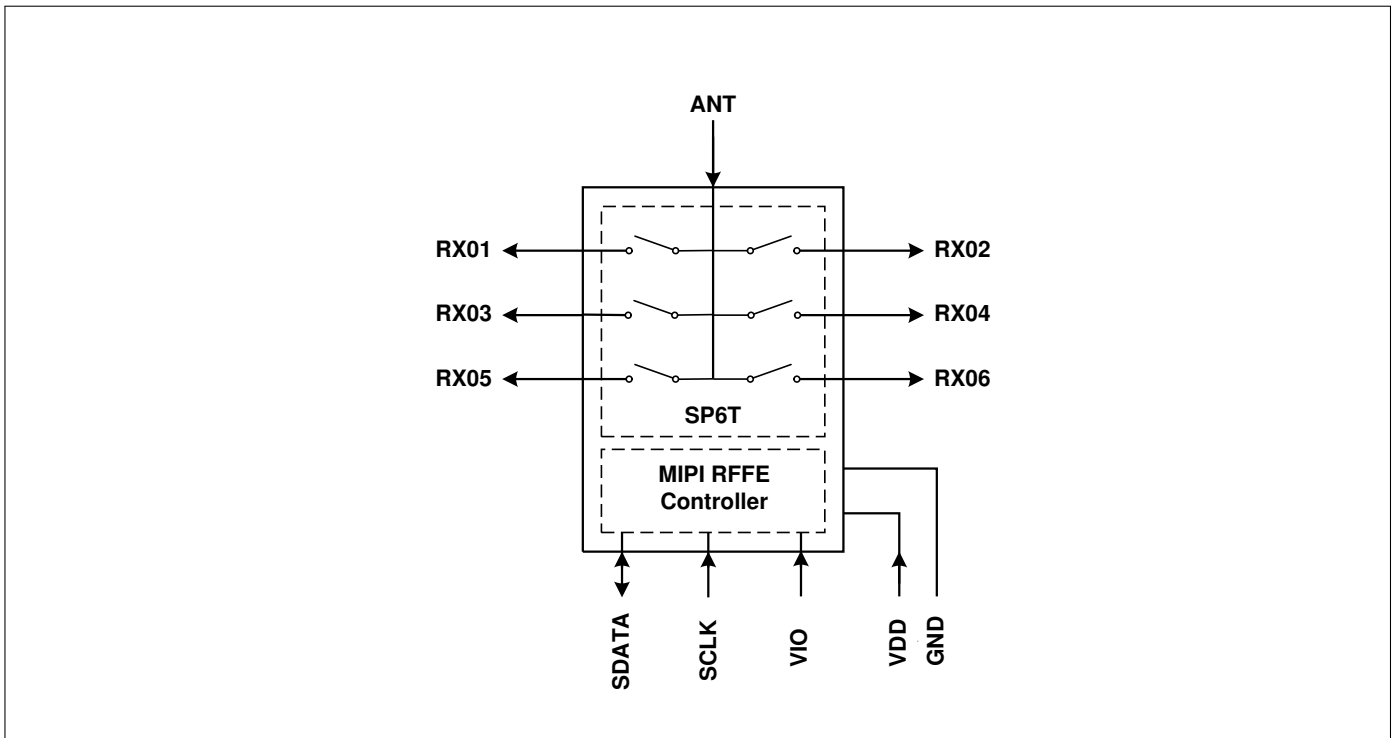 ANT
RX01
RX02
RX03
RX04
RX05
RX06
SP6T
MIPI RFFE
Controller
SDATA
SCLK
VIO
VDD
GND